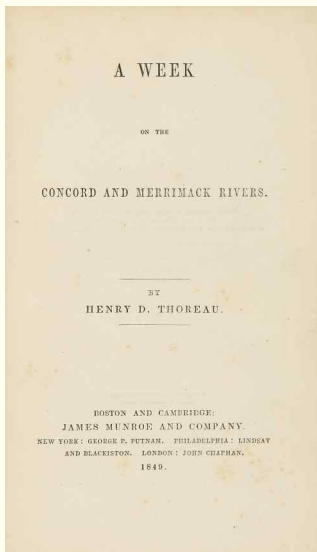 A WEEK
ON THE
CONCORD AND MERRIMACK RIVERS.
BY
HENRY D. THOREAU.
BOSTON AND CAMBRIDGE:
JAMES MUNROE AND COMPANY.
NEW YORK: GEORGE P. PUTNAM. PHILADELPHIA: LINDSAY
AND BLACKISTON. LONDON: JOHN CHAPMAN.
1849.